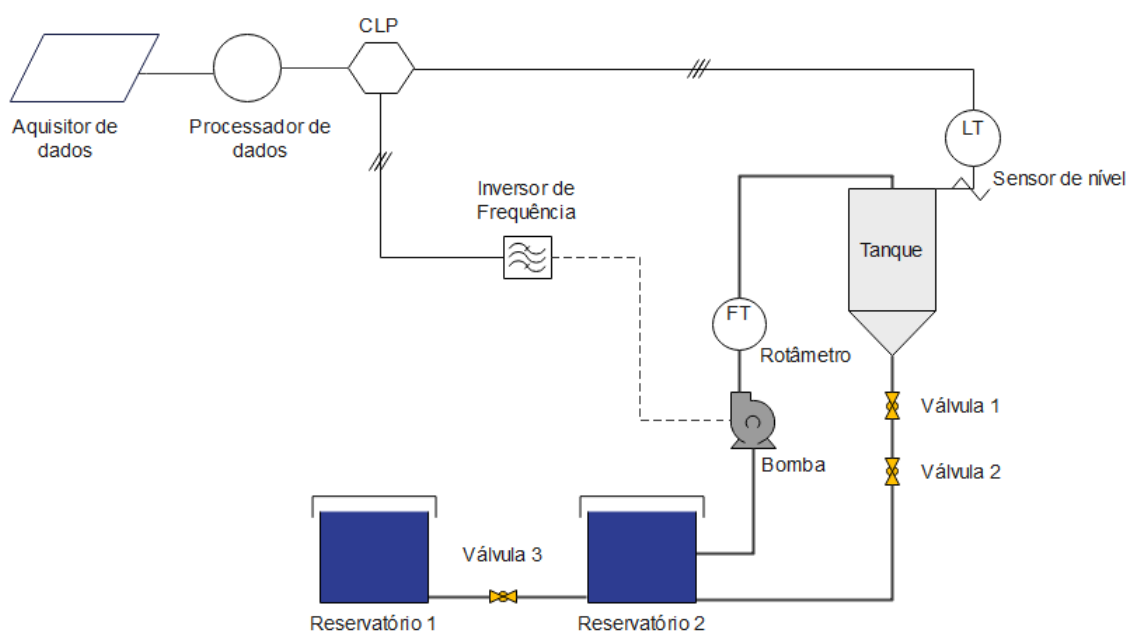 CLP
Aquisitor de
dados
Processador de
dados
LT
Sensor de nível
Inversor de
Frequência
Tanque
FT
Rotâmetro
Válvula 1
Bomba
Válvula 2
Válvula 3
Reservatório 1
Reservatório 2